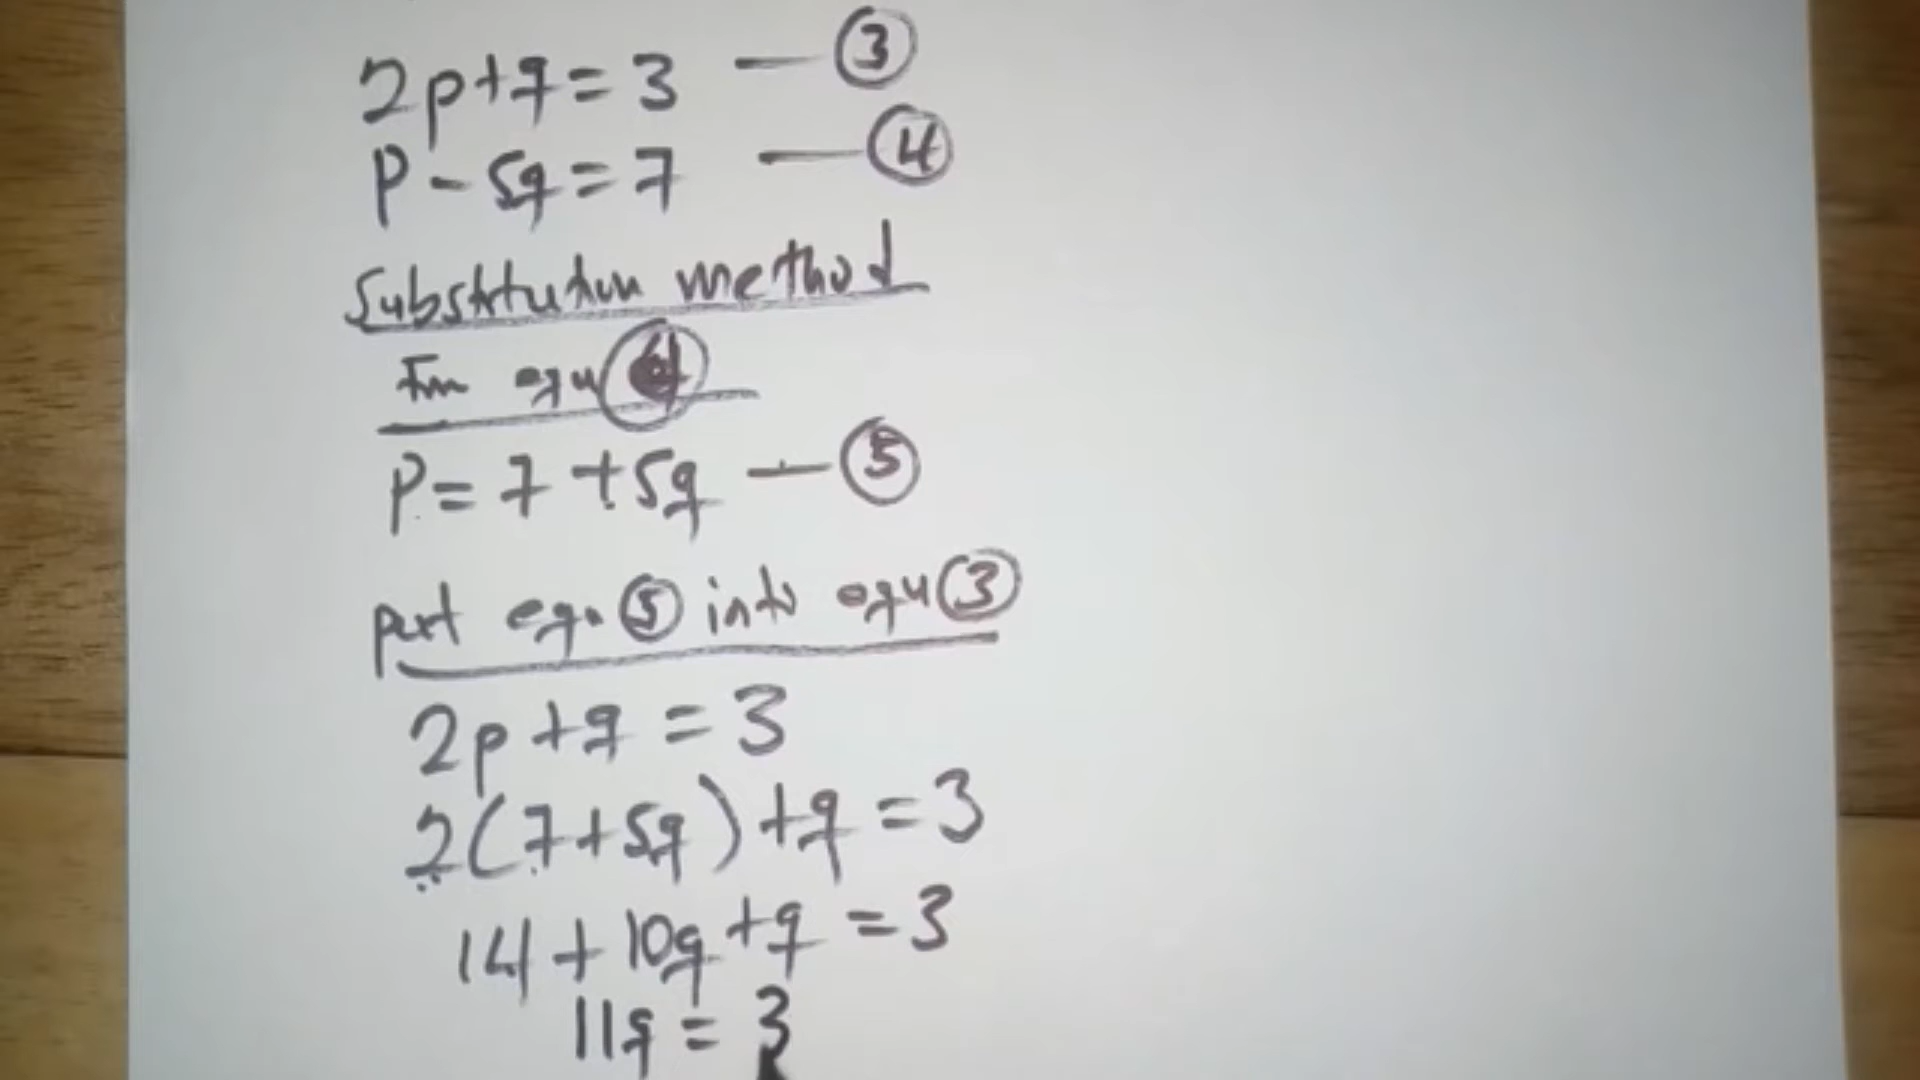 2p+q=3 — ③
P-5q=7 — ④
Substitution method
Frm equ ④
P=7+5q — ⑤
put eq. ⑤ into equ ③
2p+q=3
2(7+5q)+q=3
14+10q+q=3
11q=3